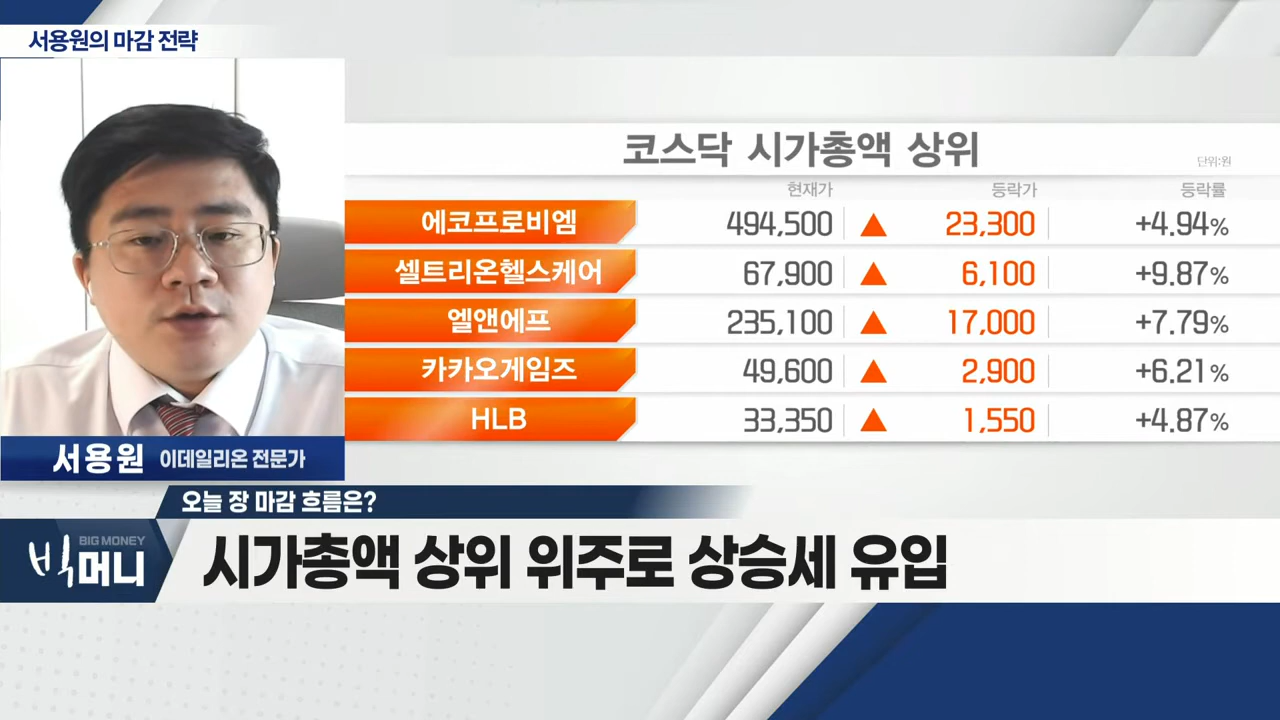 서용원의 마감 전략
코스닥 시가총액 상위
단위:원
현재가 등락가 등락률
에코프로비엠 494,500 ▲ 23,300 +4.94%
셀트리온헬스케어 67,900 ▲ 6,100 +9.87%
엘앤에프 235,100 ▲ 17,000 +7.79%
카카오게임즈 49,600 ▲ 2,900 +6.21%
HLB 33,350 ▲ 1,550 +4.87%
서용원 이데일리온 전문가
오늘 장 마감 흐름은?
BIG MONEY
빅머니
시가총액 상위 위주로 상승세 유입